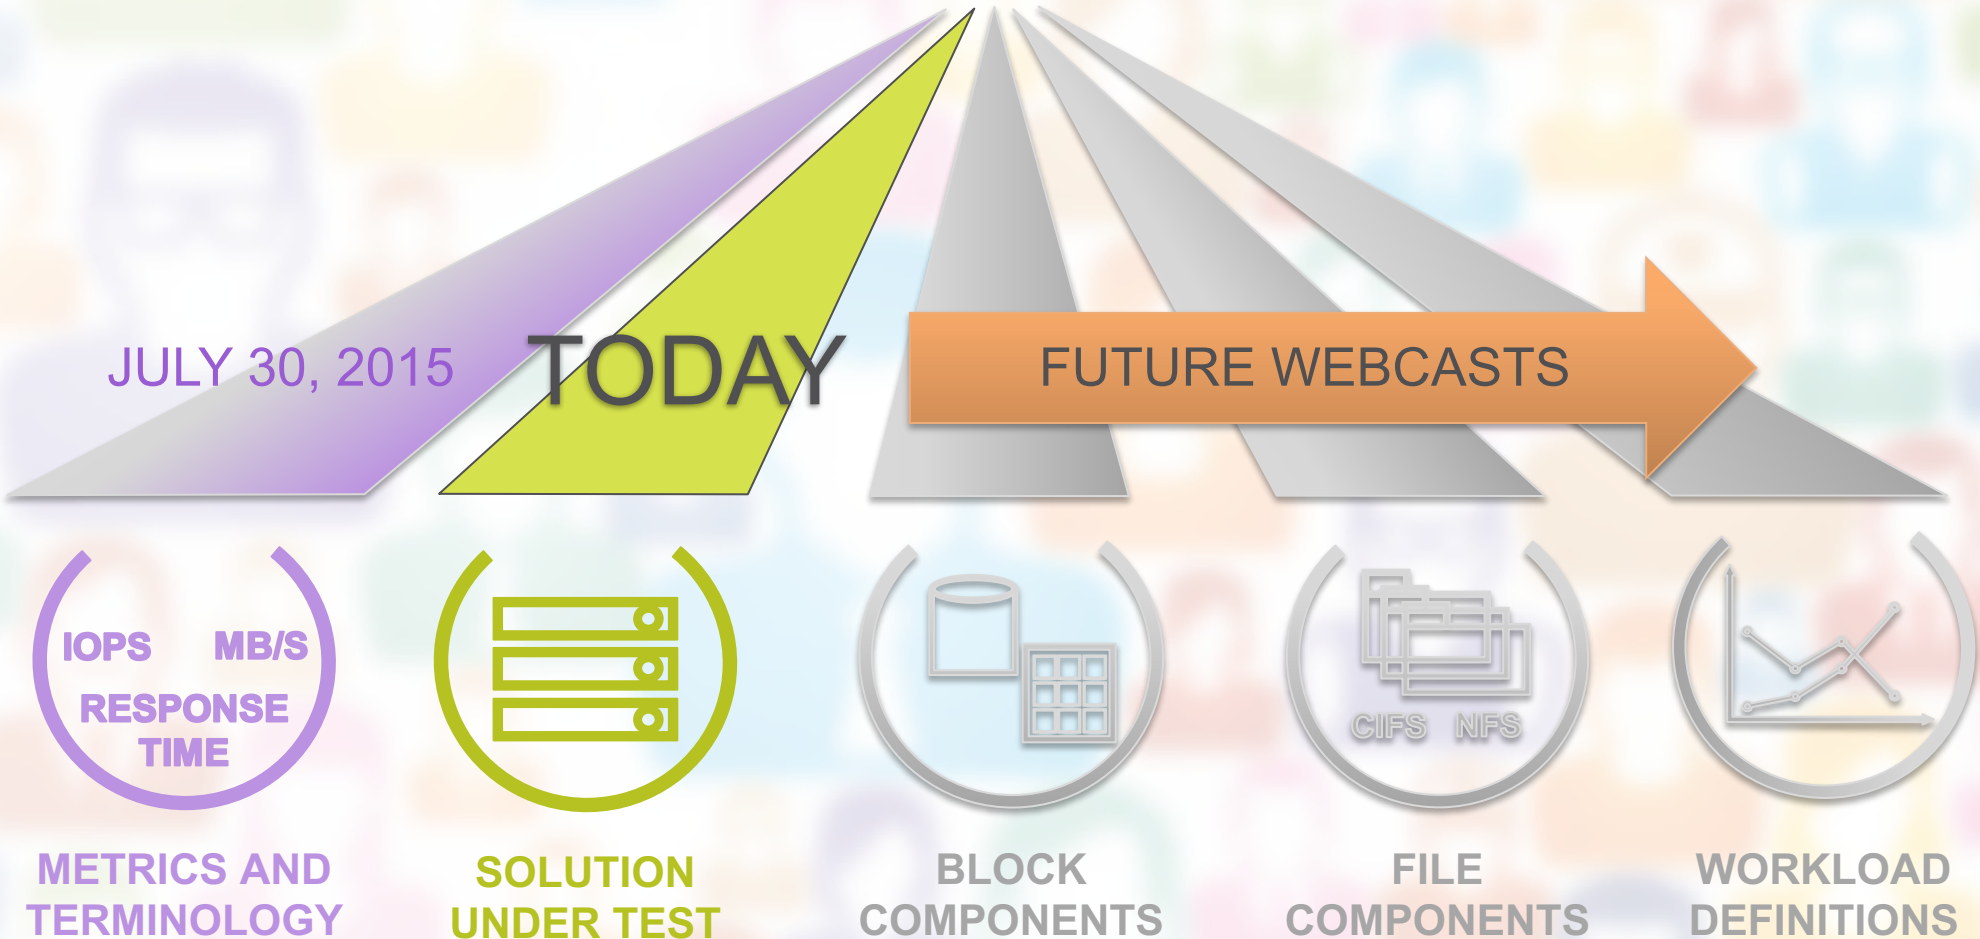 JULY 30, 2015
TODAY
FUTURE WEBCASTS
IOPS MB/S
RESPONSE
TIME
CIFS NFS
METRICS AND
TERMINOLOGY
SOLUTION
UNDER TEST
BLOCK
COMPONENTS
FILE
COMPONENTS
WORKLOAD
DEFINITIONS